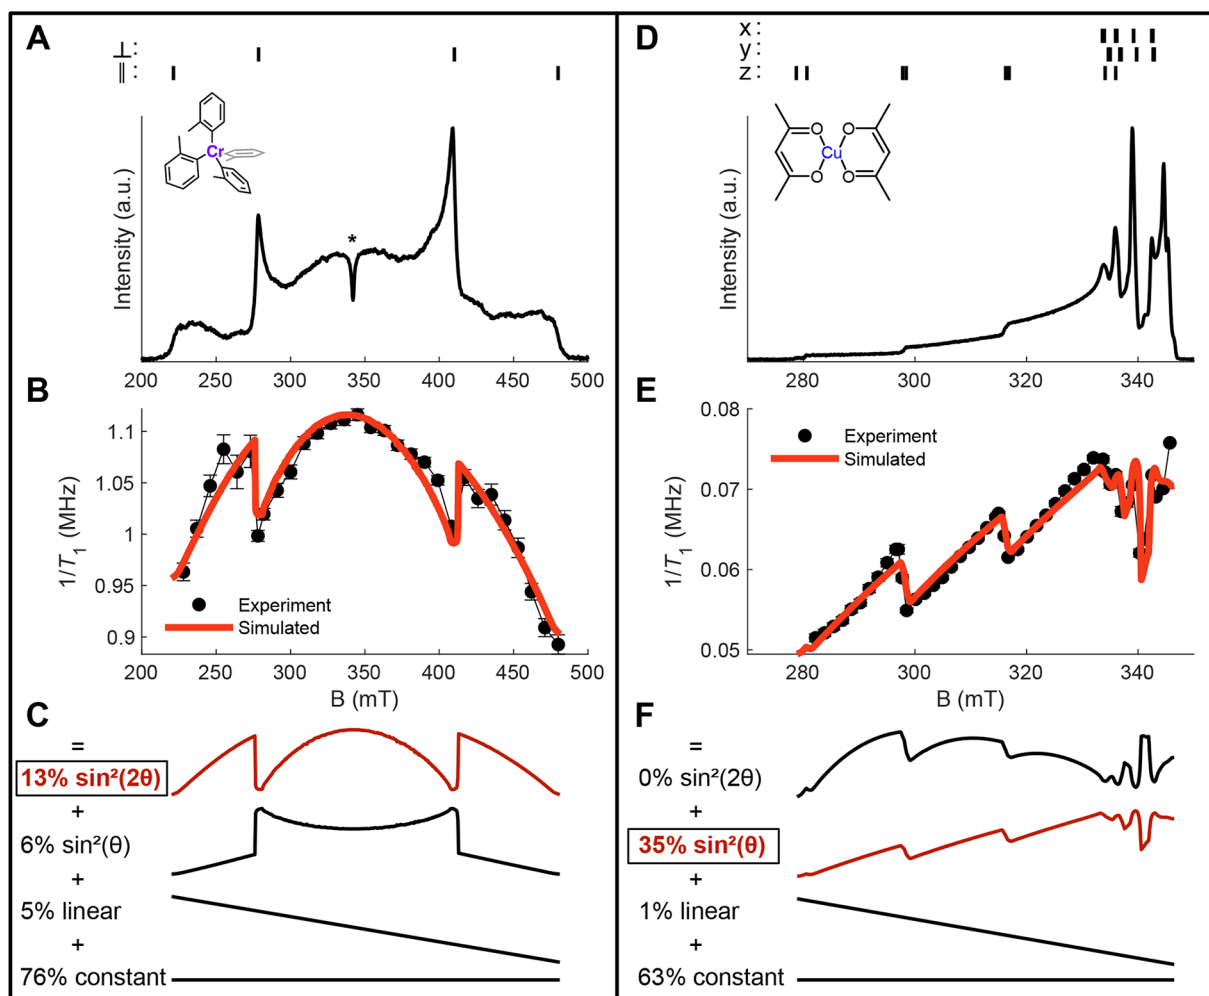 A
⊥ :
∥ :
Cr
*
Intensity (a.u.)
200 250 300 350 400 450 500
B
1.1
1.05
1
0.95
0.9
1/T₁ (MHz)
Experiment
Simulated
200 250 300 350 400 450 500
B (mT)
C
=
13% sin²(2θ)
+
6% sin²(θ)
+
5% linear
+
76% constant
D
x :
y :
z :
O O
Cu
O O
Intensity (a.u.)
280 300 320 340
E
0.08
0.07
0.06
0.05
1/T₁ (MHz)
Experiment
Simulated
280 300 320 340
B (mT)
F
=
0% sin²(2θ)
+
35% sin²(θ)
+
1% linear
+
63% constant